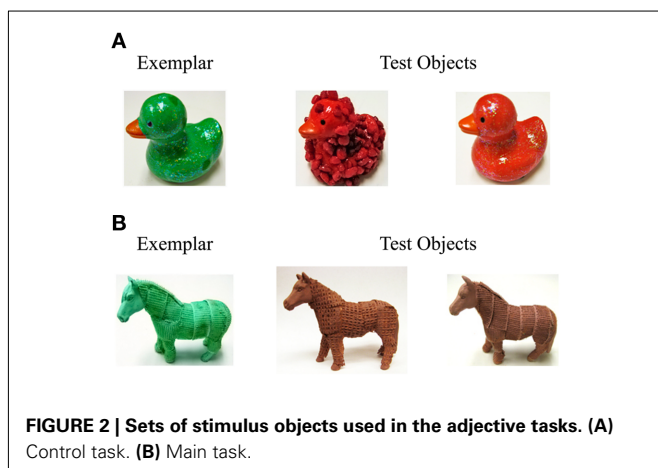 A
Exemplar Test Objects
B
Exemplar Test Objects
FIGURE 2 | Sets of stimulus objects used in the adjective tasks. (A)
Control task. (B) Main task.